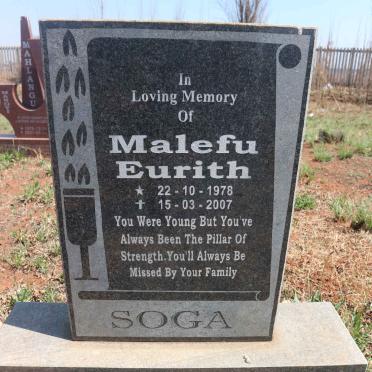 In
Loving Memory
Of
Malefu
Eurith
★ 22 - 10 - 1978
✝ 15 - 03 - 2007
You Were Young But You've
Always Been The Pillar Of
Strength.You'll Always Be
Missed By Your Family
SOGA
MAHLANGU